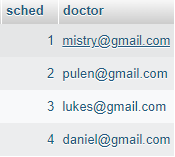 sched doctor
1 mistry@gmail.com
2 pulen@gmail.com
3 lukes@gmail.com
4 daniel@gmail.com